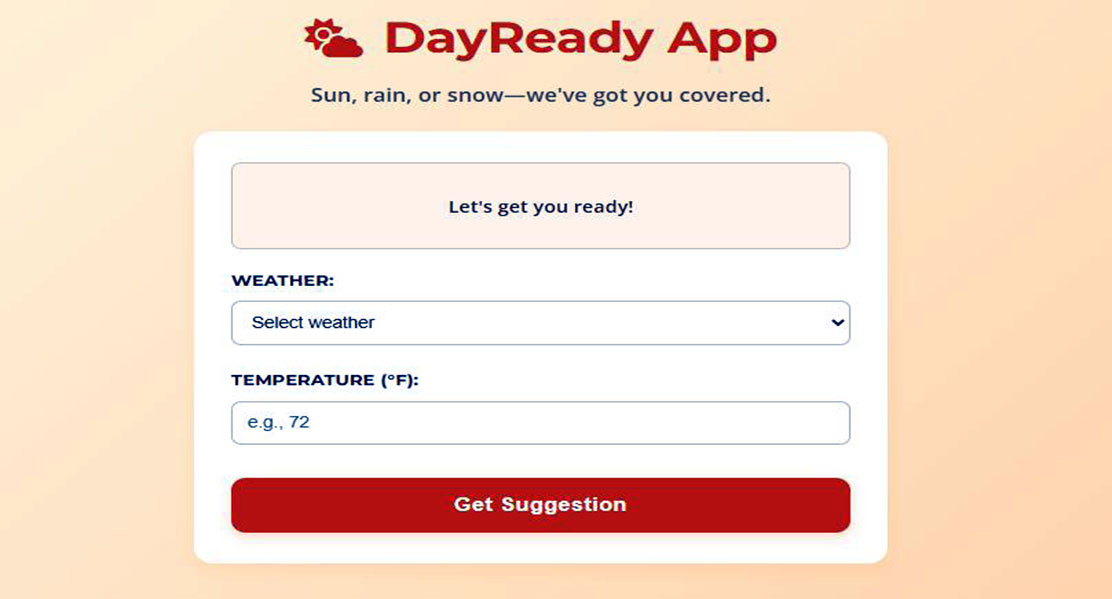 DayReady App
Sun, rain, or snow—we've got you covered.
Let's get you ready!
WEATHER:
Select weather
TEMPERATURE (°F):
e.g., 72
Get Suggestion